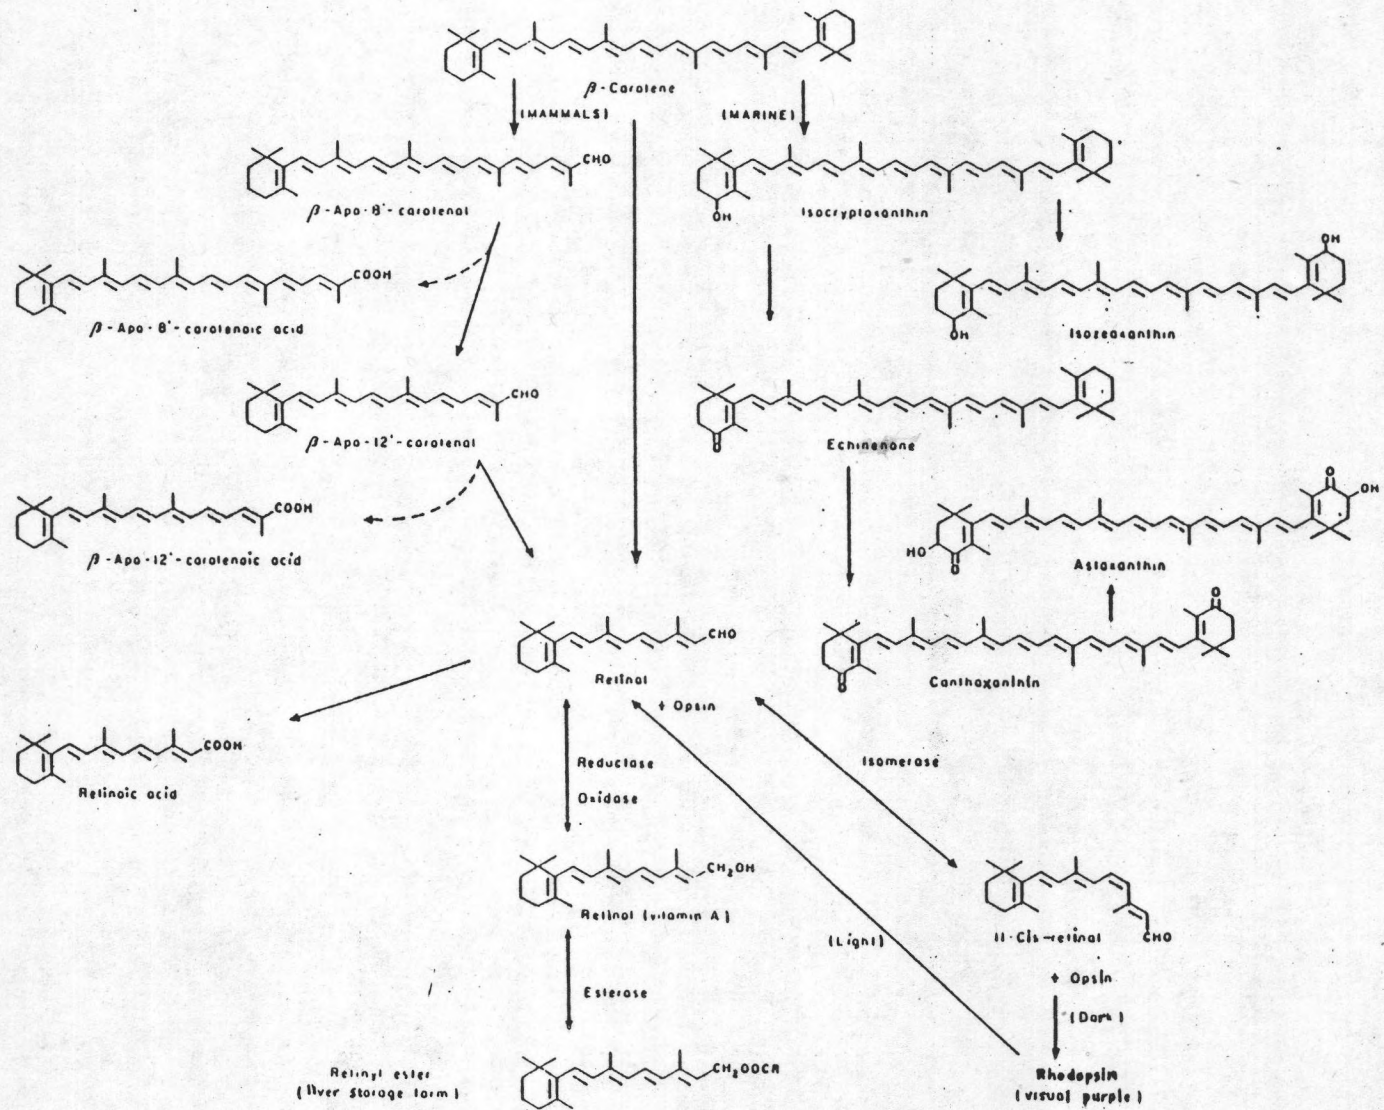 β-Carotene
(MAMMALS)
(MARINE)
CHO
β-Apo-8'-carotenal
OH
Isocryptoxanthin
COOH
β-Apo-8'-carotenoic acid
OH
OH
Isozeaxanthin
CHO
β-Apo-12'-carotenal
O
Echinenone
COOH
β-Apo-12'-carotenoic acid
O
OH
HO
O
Astaxanthin
CHO
Retinal
+ Opsin
O
O
Canthaxanthin
COOH
Retinoic acid
Reductase
Oxidase
Isomerase
CH2OH
Retinol (vitamin A)
(Light)
CHO
11-Cis-retinal
+ Opsin
(Dark)
Esterase
Retinyl ester
(liver storage form)
CH2OOCR
Rhodopsin
(visual purple)